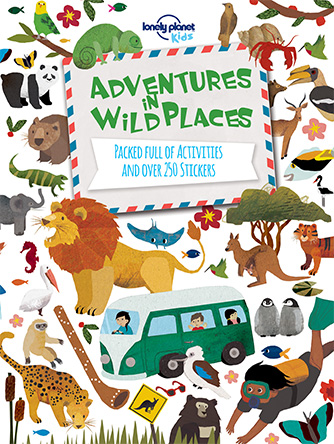 lonely planet
Kids
ADVENTURES
IN
WILD PLACES
PACKED FULL OF ACTIVITIES
AND OVER 250 STICKERS